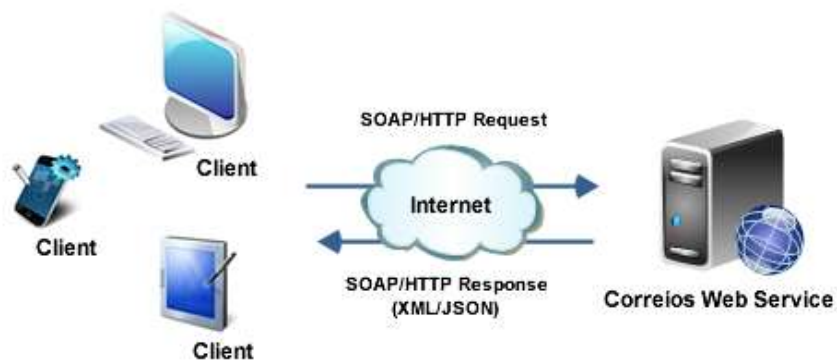 SOAP/HTTP Request
Client
Client
Client
Internet
SOAP/HTTP Response
(XML/JSON)
Correios Web Service